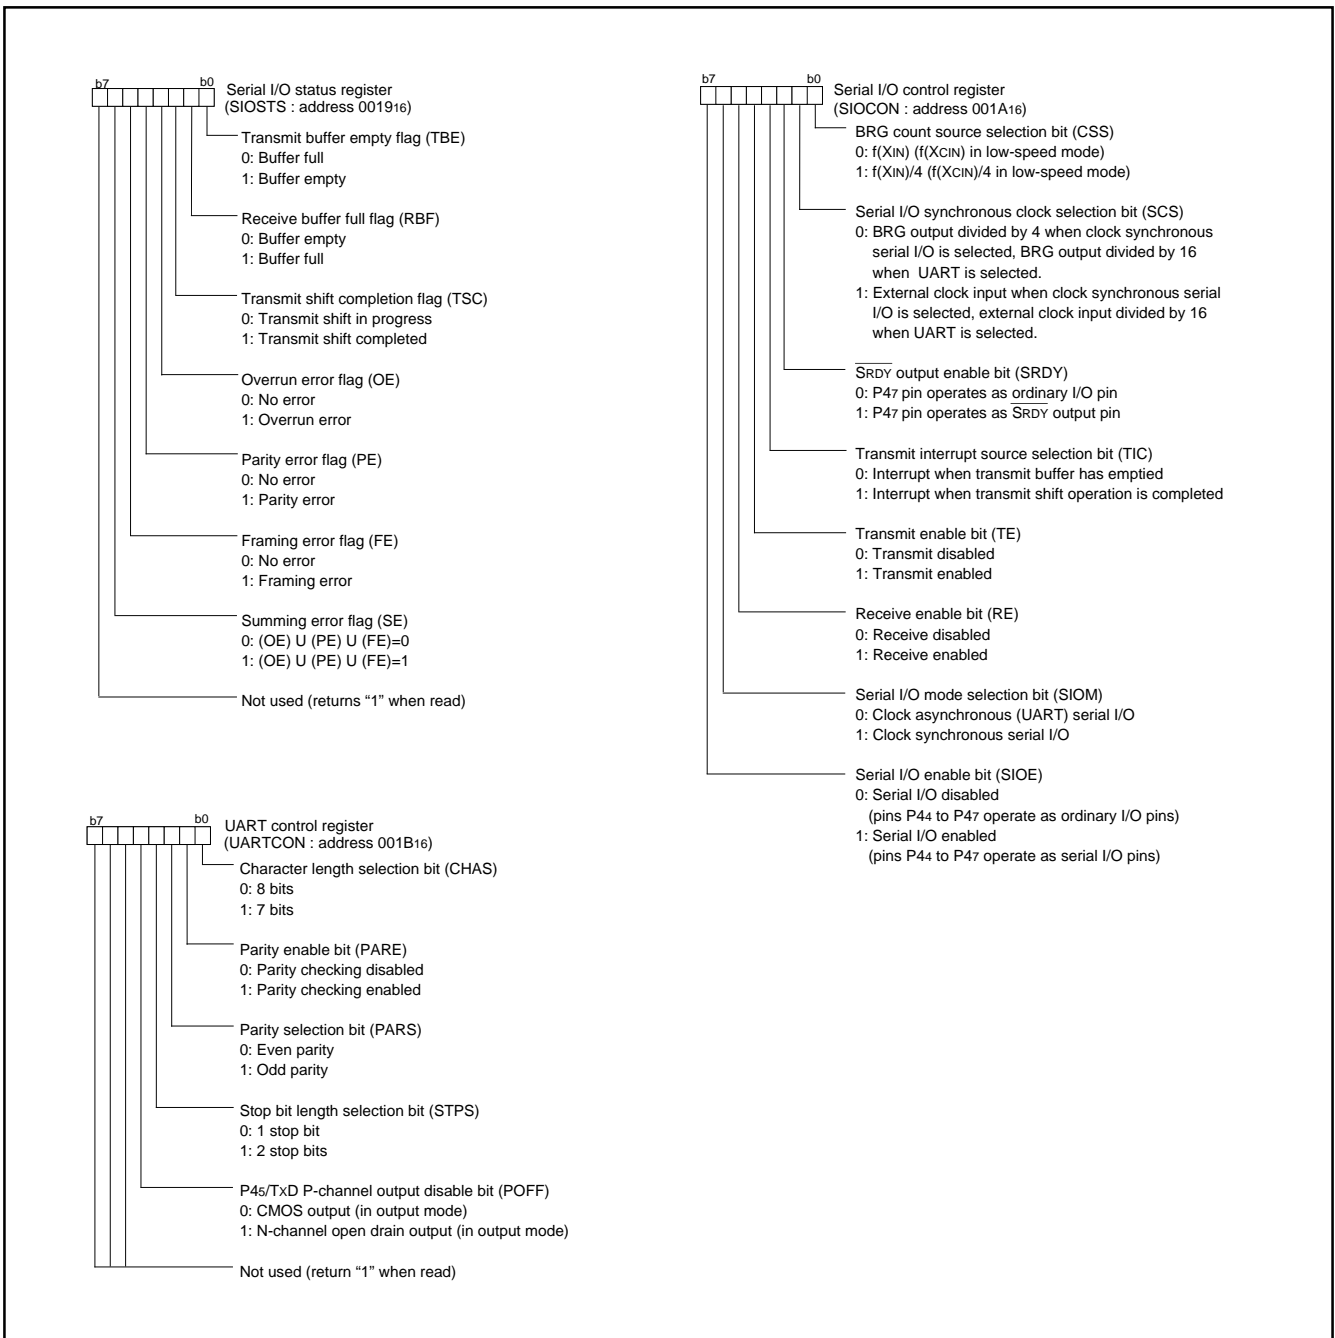 b7 b0
Serial I/O status register
(SIOSTS : address 001916)
Transmit buffer empty flag (TBE)
0: Buffer full
1: Buffer empty
Receive buffer full flag (RBF)
0: Buffer empty
1: Buffer full
Transmit shift completion flag (TSC)
0: Transmit shift in progress
1: Transmit shift completed
Overrun error flag (OE)
0: No error
1: Overrun error
Parity error flag (PE)
0: No error
1: Parity error
Framing error flag (FE)
0: No error
1: Framing error
Summing error flag (SE)
0: (OE) U (PE) U (FE)=0
1: (OE) U (PE) U (FE)=1
Not used (returns “1” when read)
b7 b0
UART control register
(UARTCON : address 001B16)
Character length selection bit (CHAS)
0: 8 bits
1: 7 bits
Parity enable bit (PARE)
0: Parity checking disabled
1: Parity checking enabled
Parity selection bit (PARS)
0: Even parity
1: Odd parity
Stop bit length selection bit (STPS)
0: 1 stop bit
1: 2 stop bits
P45/TXD P-channel output disable bit (POFF)
0: CMOS output (in output mode)
1: N-channel open drain output (in output mode)
Not used (return “1” when read)
b7 b0
Serial I/O control register
(SIOCON : address 001A16)
BRG count source selection bit (CSS)
0: f(XIN) (f(XCIN) in low-speed mode)
1: f(XIN)/4 (f(XCIN)/4 in low-speed mode)
Serial I/O synchronous clock selection bit (SCS)
0: BRG output divided by 4 when clock synchronous
serial I/O is selected, BRG output divided by 16
when UART is selected.
1: External clock input when clock synchronous serial
I/O is selected, external clock input divided by 16
when UART is selected.
S̅R̅D̅Y̅ output enable bit (SRDY)
0: P47 pin operates as ordinary I/O pin
1: P47 pin operates as S̅R̅D̅Y̅ output pin
Transmit interrupt source selection bit (TIC)
0: Interrupt when transmit buffer has emptied
1: Interrupt when transmit shift operation is completed
Transmit enable bit (TE)
0: Transmit disabled
1: Transmit enabled
Receive enable bit (RE)
0: Receive disabled
1: Receive enabled
Serial I/O mode selection bit (SIOM)
0: Clock asynchronous (UART) serial I/O
1: Clock synchronous serial I/O
Serial I/O enable bit (SIOE)
0: Serial I/O disabled
(pins P44 to P47 operate as ordinary I/O pins)
1: Serial I/O enabled
(pins P44 to P47 operate as serial I/O pins)